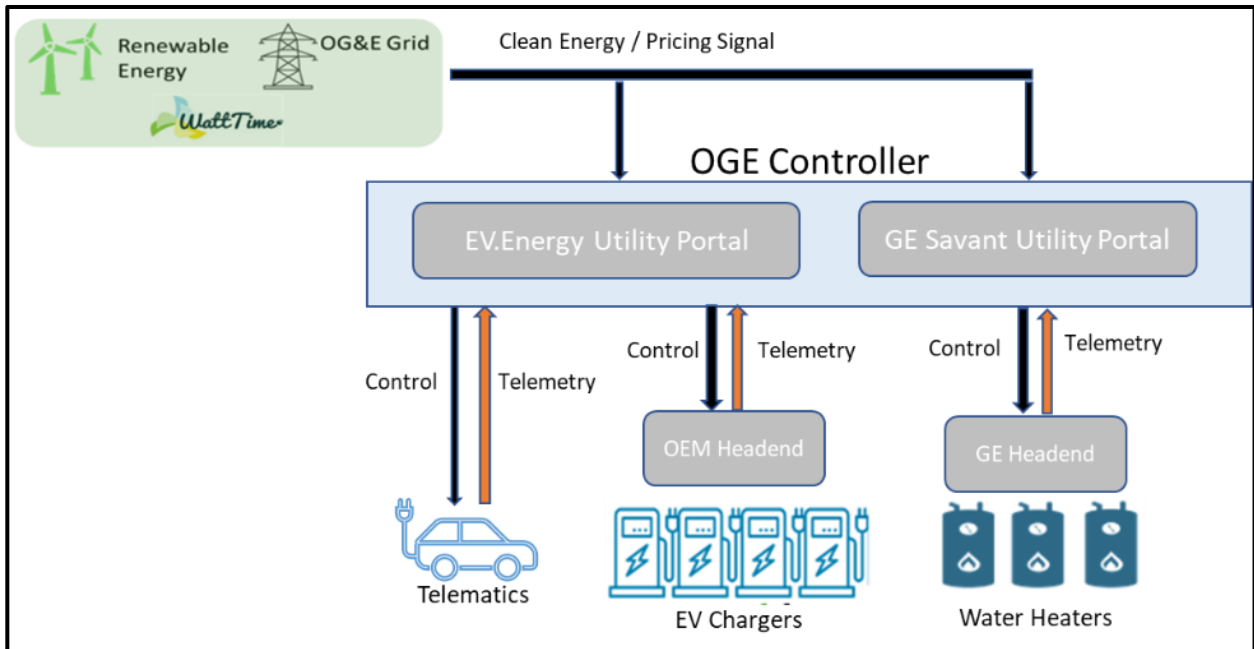 Renewable
Energy
OG&E Grid
WattTime
Clean Energy / Pricing Signal
OGE Controller
EV.Energy Utility Portal
GE Savant Utility Portal
Control
Telemetry
Control
Telemetry
Control
Telemetry
OEM Headend
GE Headend
Telematics
EV Chargers
Water Heaters